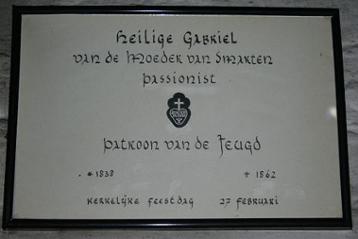 Heilige Gabriel
van de Moeder van Smarten
Passionist
Patroon van de Jeugd
* 1838 † 1862
Kerkelijke feestdag 27 februari